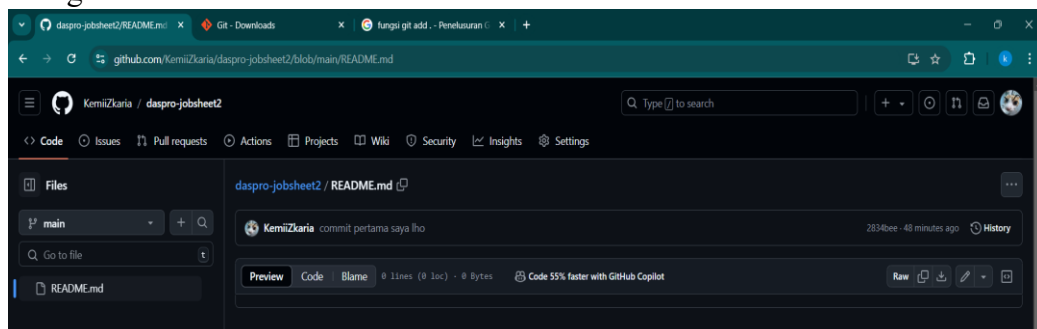 daspro-jobsheet2/README.md
Git - Downloads
fungsi git add . - Penelusuran G
github.com/KemiiZkaria/daspro-jobsheet2/blob/main/README.md
k
KemiiZkaria / daspro-jobsheet2
Type / to search
Code Issues Pull requests Actions Projects Wiki Security Insights Settings
Files
daspro-jobsheet2 / README.md
main
KemiiZkaria commit pertama saya lho
2834bee · 48 minutes ago History
Go to file t
Preview Code Blame 0 lines (0 loc) · 0 Bytes Code 55% faster with GitHub Copilot Raw
README.md